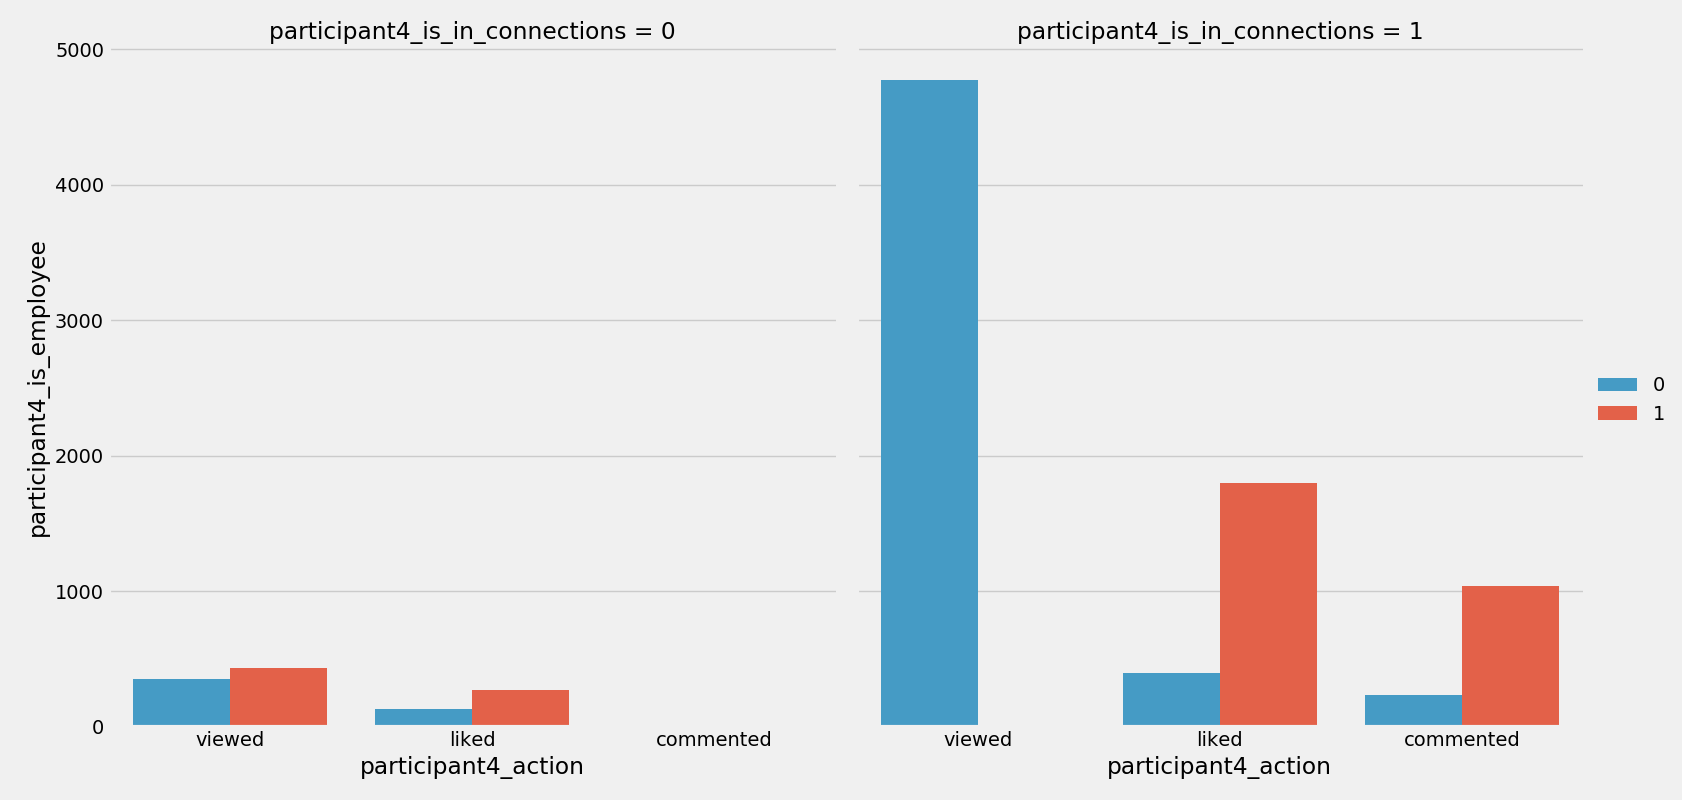 participant4_is_in_connections = 0
participant4_is_in_connections = 1
5000
4000
3000
2000
1000
0
participant4_is_employee
viewed
liked
commented
viewed
liked
commented
participant4_action
participant4_action
0
1